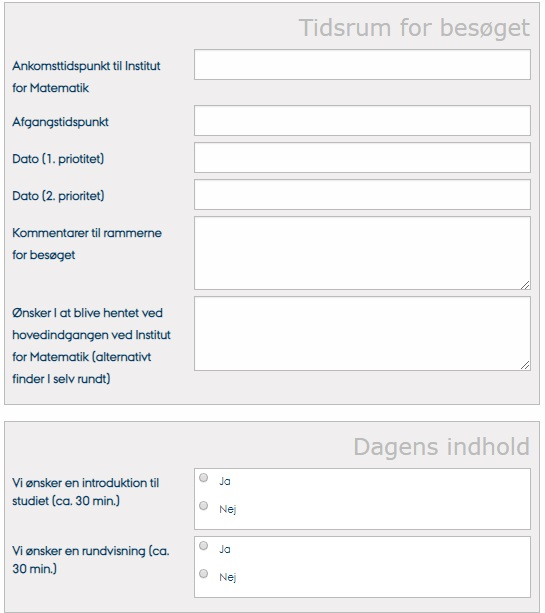 Tidsrum for besøget
Ankomsttidspunkt til Institut
for Matematik
Afgangstidspunkt
Dato (1. priotitet)
Dato (2. prioritet)
Kommentarer til rammerne
for besøget
Ønsker I at blive hentet ved
hovedindgangen ved Institut
for Matematik (alternativt
finder I selv rundt)
Dagens indhold
Vi ønsker en introduktion til
studiet (ca. 30 min.)
Ja
Nej
Vi ønsker en rundvisning (ca.
30 min.)
Ja
Nej